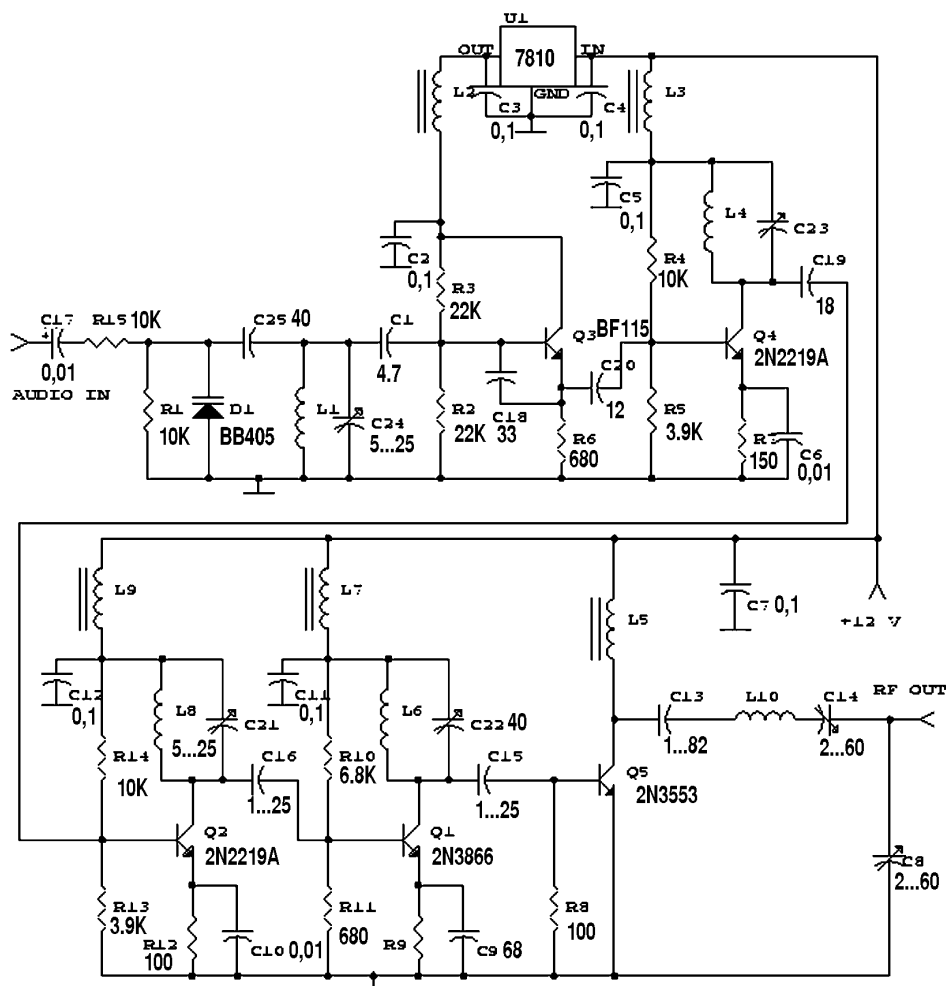 U1
OUT 7810 IN
GND
L2
C3
0,1
C4
0,1
L3
C5
0,1
L4
C23
C2
0,1
R3
22K
R4
10K
C19
18
C17
0,01
AUDIO IN
R15 10K
C25 40
C1
4.7
Q3 BF115
C20
12
Q4
2N2219A
R1
10K
D1
BB405
L1
C24
5...25
R2
22K
C18
33
R6
680
R5
3.9K
R7
150
C6
0,01
L9
L7
L5
C7 0,1
+12 V
C12
0,1
L8
C21
5...25
C11
0,1
L6
C22 40
C13
1...82
L10
C14
2...60
RF OUT
R14
10K
C16
1...25
R10
6.8K
C15
1...25
Q5
2N3553
Q2
2N2219A
Q1
2N3866
C8
2...60
R13
3.9K
R12
100
C10 0,01
R11
680
R9
C9 68
R8
100